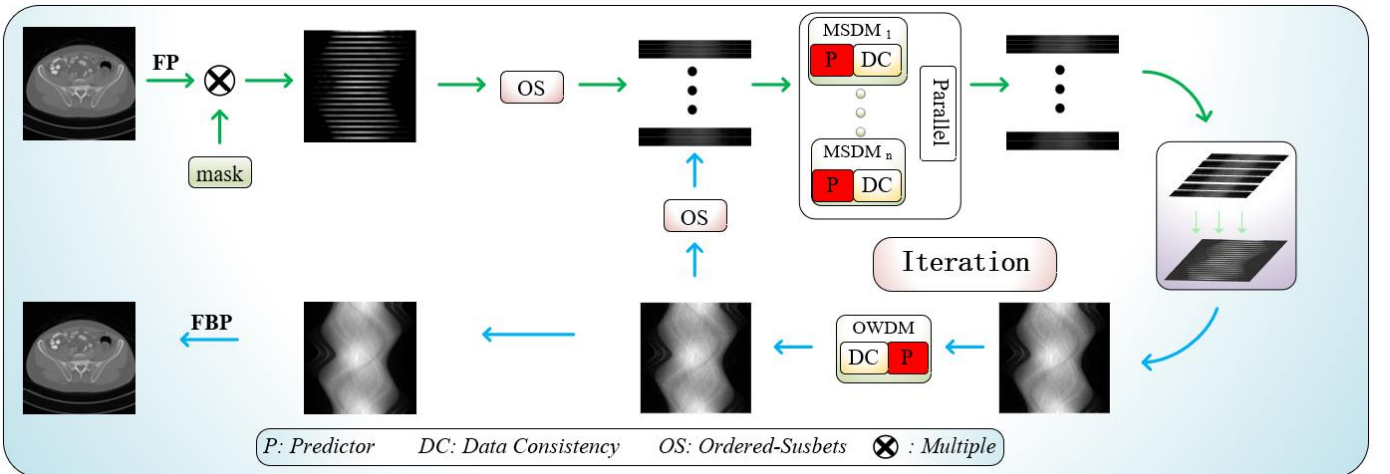 FP
mask
OS
MSDM 1
P DC
MSDM n
P DC
Parallel
OS
Iteration
FBP
OWDM
DC P
P: Predictor DC: Data Consistency OS: Ordered-Susbets : Multiple